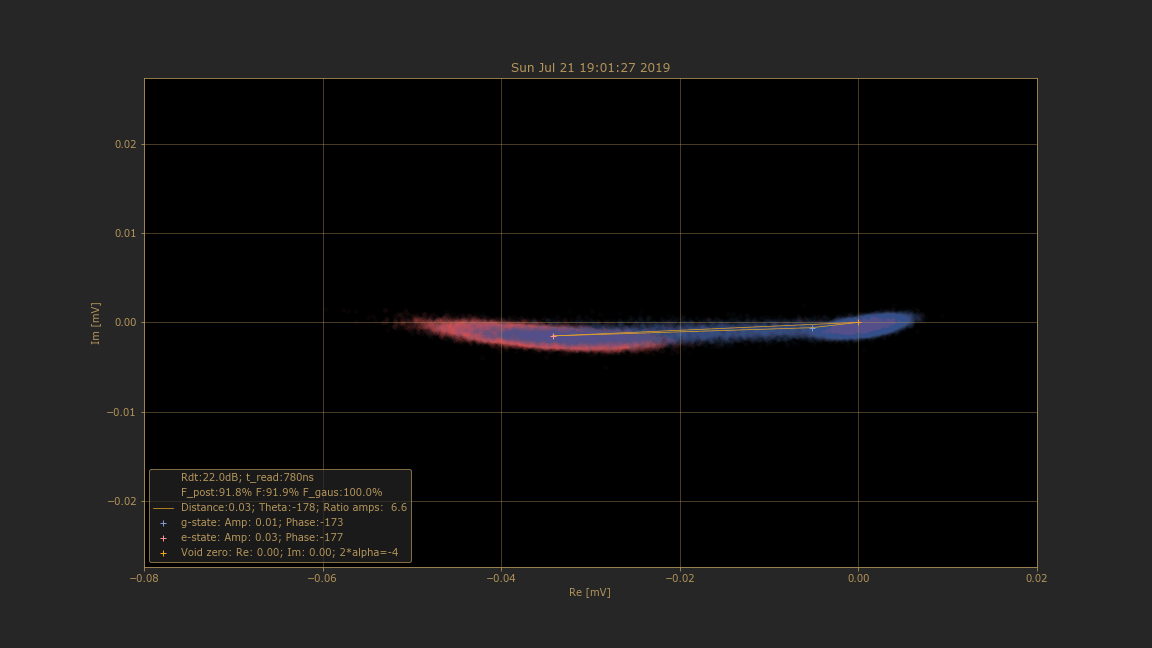 Sun Jul 21 19:01:27 2019
0.02
0.01
0.00
−0.01
−0.02
Im [mV]
Rdt:22.0dB; t_read:780ns
F_post:91.8% F:91.9% F_gaus:100.0%
Distance:0.03; Theta:-178; Ratio amps:  6.6
g-state: Amp: 0.01; Phase:-173
e-state: Amp: 0.03; Phase:-177
Void zero: Re: 0.00; Im: 0.00; 2*alpha=-4
−0.08
−0.06
−0.04
−0.02
0.00
0.02
Re [mV]